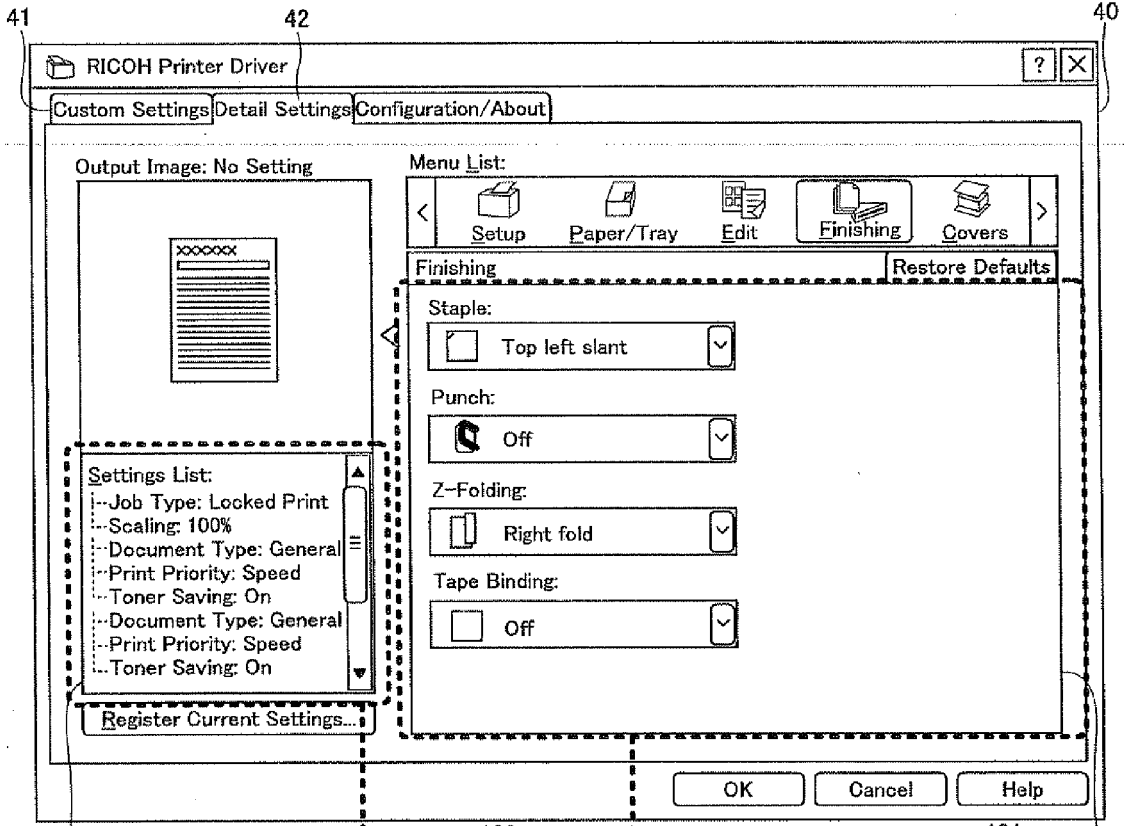 41
42
40
RICOH Printer Driver
?
Custom Settings
Detail Settings
Configuration/About
Output Image: No Setting
Menu List:
XXXXXX
<
Setup
Paper/Tray
Edit
Finishing
Covers
>
Finishing
Restore Defaults
Staple:
Top left slant
Punch:
Off
Z-Folding:
Right fold
Tape Binding:
Off
Settings List:
Job Type: Locked Print
Scaling: 100%
Document Type: General
Print Priority: Speed
Toner Saving: On
Document Type: General
Print Priority: Speed
Toner Saving: On
Register Current Settings...
OK
Cancel
Help